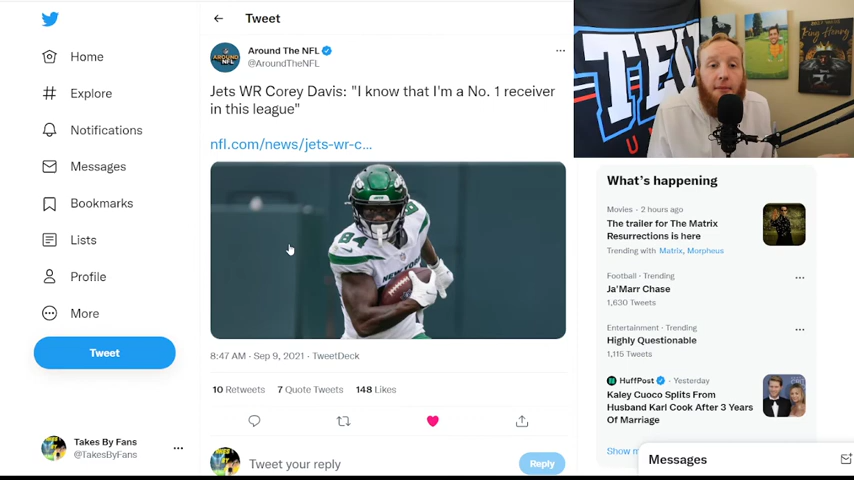 Home
Explore
Notifications
Messages
Bookmarks
Lists
Profile
More
Tweet
Takes By Fans
@TakesByFans
Tweet
Around The NFL
@AroundTheNFL
Jets WR Corey Davis: "I know that I'm a No. 1 receiver
in this league"
nfl.com/news/jets-wr-c...
84
8:47 AM · Sep 9, 2021 · TweetDeck
10 Retweets 7 Quote Tweets 148 Likes
Tweet your reply
Reply
King Henry
What's happening
Movies · 2 hours ago
The trailer for The Matrix
Resurrections is here
Trending with Matrix, Morpheus
Football · Trending
Ja'Marr Chase
1,630 Tweets
Entertainment · Trending
Highly Questionable
1,115 Tweets
HuffPost · Yesterday
Kaley Cuoco Splits From
Husband Karl Cook After 3 Years
Of Marriage
Show
Messages